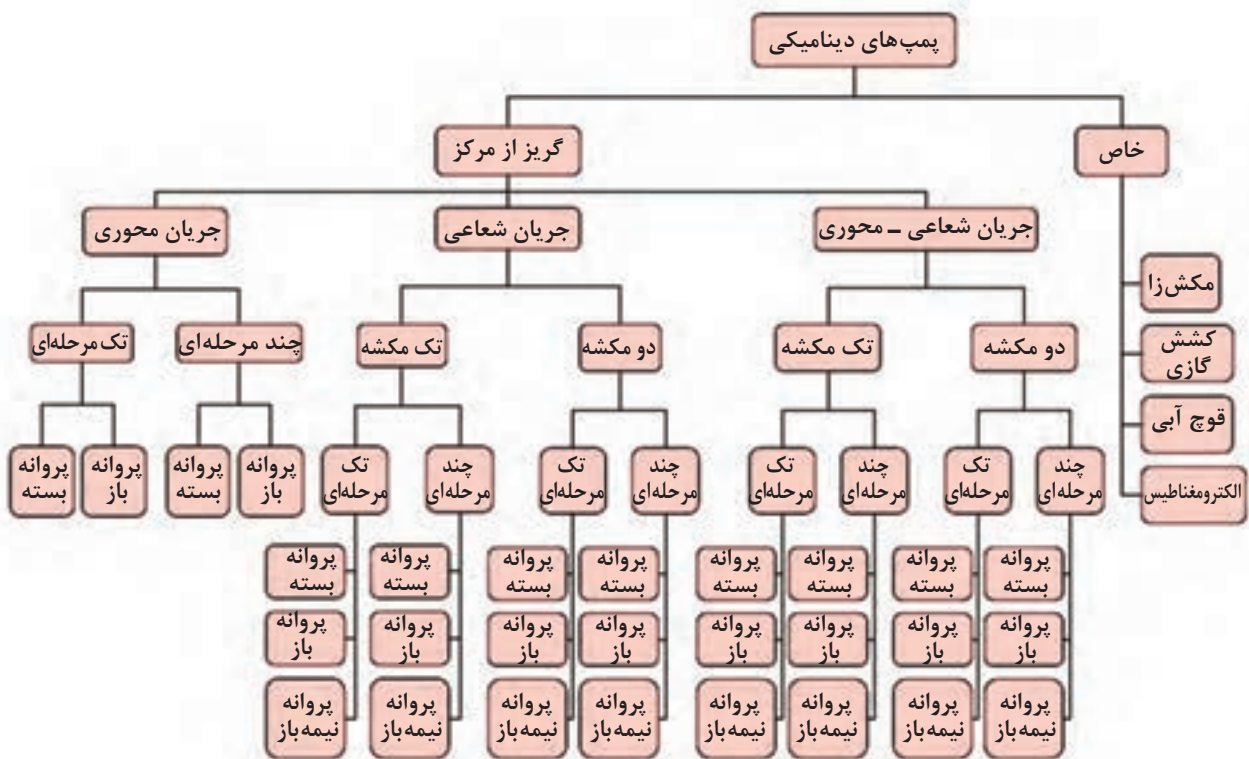 پمپ‌های دینامیکی
گریز از مرکز
خاص
جریان شعاعی ـ محوری
جریان شعاعی
جریان محوری
مکش‌زا
کشش
گازی
قوچ آبی
الکترومغناطیس
دو مکشه
تک مکشه
دو مکشه
تک مکشه
چند مرحله‌ای
تک‌مرحله‌ای
چند
مرحله‌ای
تک
مرحله‌ای
چند
مرحله‌ای
تک
مرحله‌ای
چند
مرحله‌ای
تک
مرحله‌ای
چند
مرحله‌ای
تک
مرحله‌ای
پروانه
باز
پروانه
بسته
پروانه
باز
پروانه
بسته
پروانه
بسته
پروانه
بسته
پروانه
بسته
پروانه
بسته
پروانه
بسته
پروانه
بسته
پروانه
بسته
پروانه
بسته
پروانه
باز
پروانه
باز
پروانه
باز
پروانه
باز
پروانه
باز
پروانه
باز
پروانه
باز
پروانه
باز
پروانه
نیمه‌باز
پروانه
نیمه‌باز
پروانه
نیمه‌باز
پروانه
نیمه‌باز
پروانه
نیمه‌باز
پروانه
نیمه‌باز
پروانه
نیمه‌باز
پروانه
نیمه‌باز